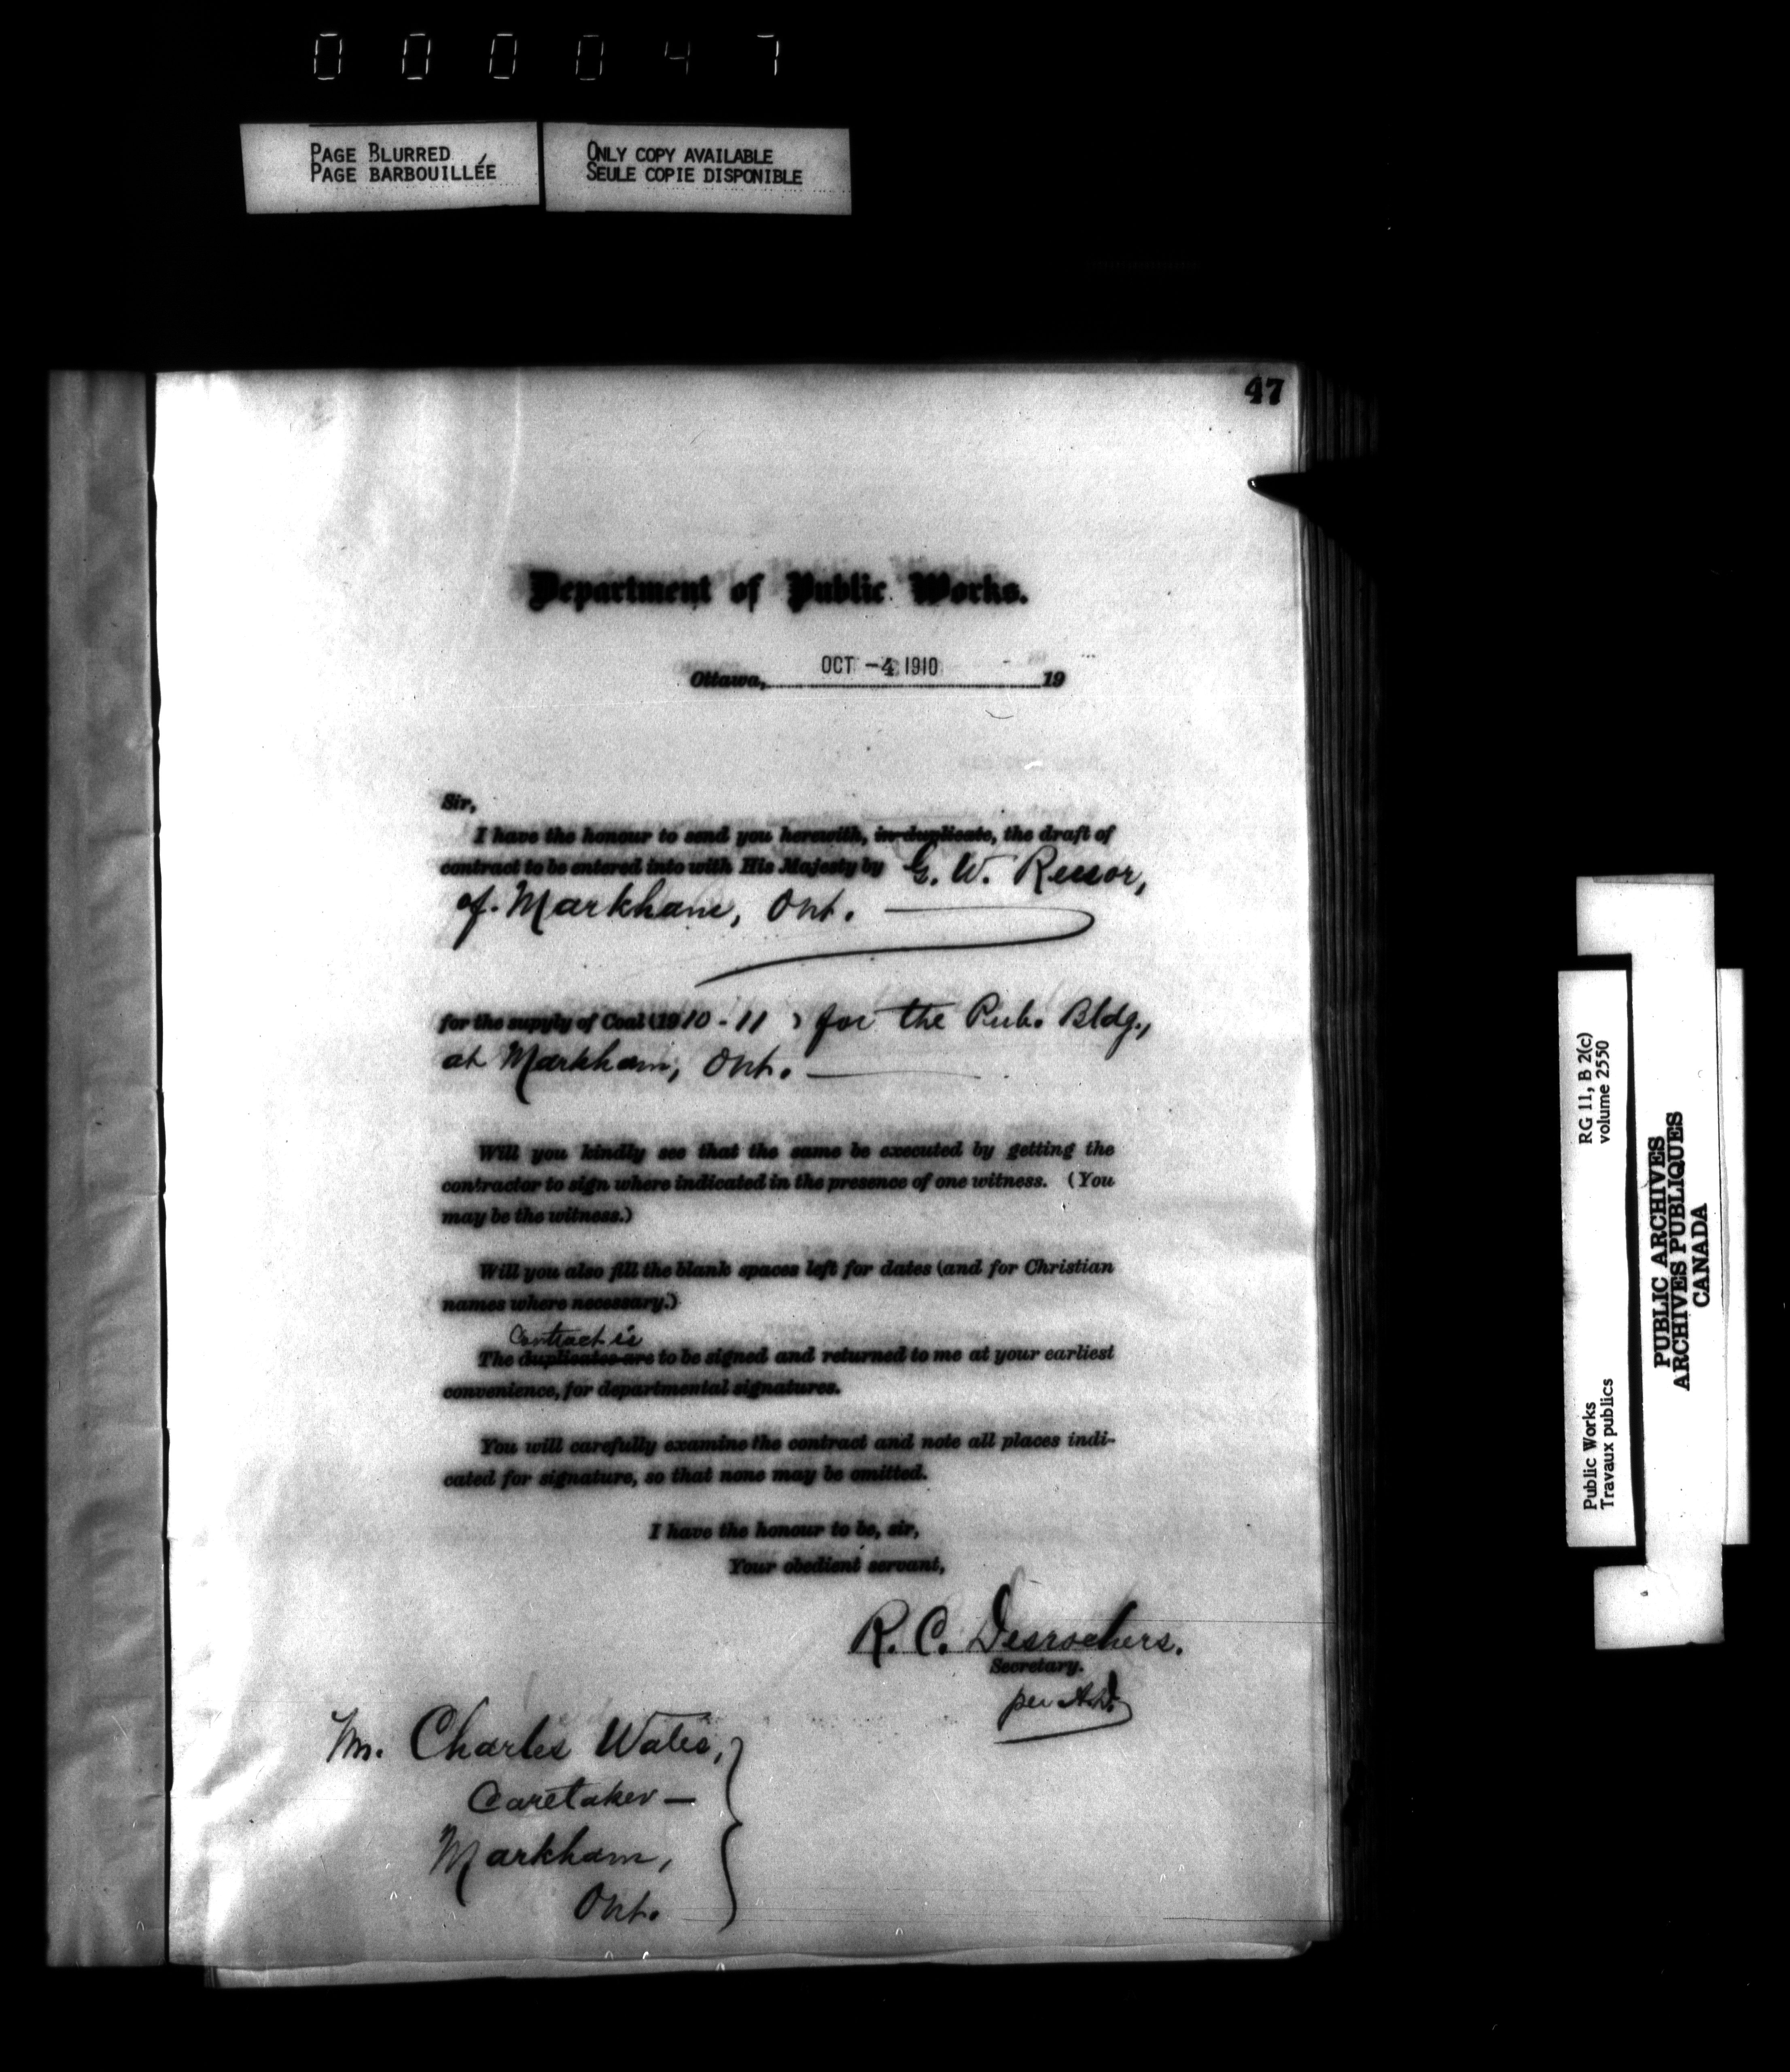 000047
PAGE BLURRED
PAGE BARBOUILLÉE
ONLY COPY AVAILABLE
SEULE COPIE DISPONIBLE
47
Department of Public Works.
OCT -4 1910
Ottawa, 19
Sir,
I have the honour to send you herewith, in duplicate, the draft of
contract to be entered into with His Majesty by G. W. Reesor,
of Markham, Ont.
for the supply of Coal (1910-11) for the Pub. Bldg.,
at Markham, Ont.
Will you kindly see that the same be executed by getting the
contractor to sign where indicated in the presence of one witness. (You
may be the witness.)
Will you also fill the blank spaces left for dates (and for Christian
names where necessary.)
Contract is
The duplicates are to be signed and returned to me at your earliest
convenience, for departmental signatures.
You will carefully examine the contract and note all places indi-
cated for signature, so that none may be omitted.
I have the honour to be, sir,
Your obedient servant,
R. C. Desrochers.
Secretary.
per
Mr. Charles Wales,
Caretaker—
Markham,
Ont.
RG 11, B 2(c)
volume 2550
Public Works
Travaux publics
PUBLIC ARCHIVES
ARCHIVES PUBLIQUES
CANADA